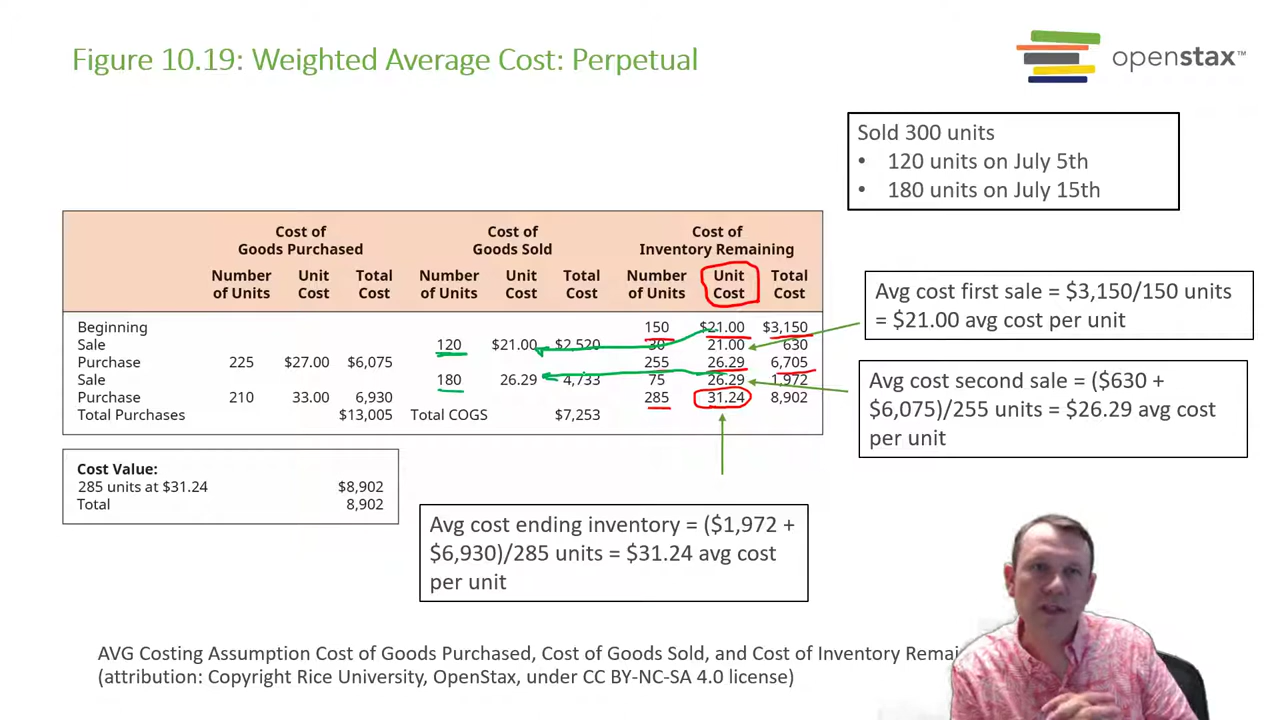 Figure 10.19: Weighted Average Cost: Perpetual
openstax™
Sold 300 units
• 120 units on July 5th
• 180 units on July 15th
Cost of Cost of Cost of
Goods Purchased Goods Sold Inventory Remaining
Number Unit Total Number Unit Total Number Unit Total
of Units Cost Cost of Units Cost Cost of Units Cost Cost
Beginning 150 $21.00 $3,150
Sale 120 $21.00 $2,520 30 21.00 630
Purchase 225 $27.00 $6,075 255 26.29 6,705
Sale 180 26.29 4,733 75 26.29 1,972
Purchase 210 33.00 6,930 285 31.24 8,902
Total Purchases $13,005 Total COGS $7,253
Avg cost first sale = $3,150/150 units
= $21.00 avg cost per unit
Avg cost second sale = ($630 +
$6,075)/255 units = $26.29 avg cost
per unit
Cost Value:
285 units at $31.24 $8,902
Total 8,902
Avg cost ending inventory = ($1,972 +
$6,930)/285 units = $31.24 avg cost
per unit
AVG Costing Assumption Cost of Goods Purchased, Cost of Goods Sold, and Cost of Inventory
(attribution: Copyright Rice University, OpenStax, under CC BY-NC-SA 4.0 license)